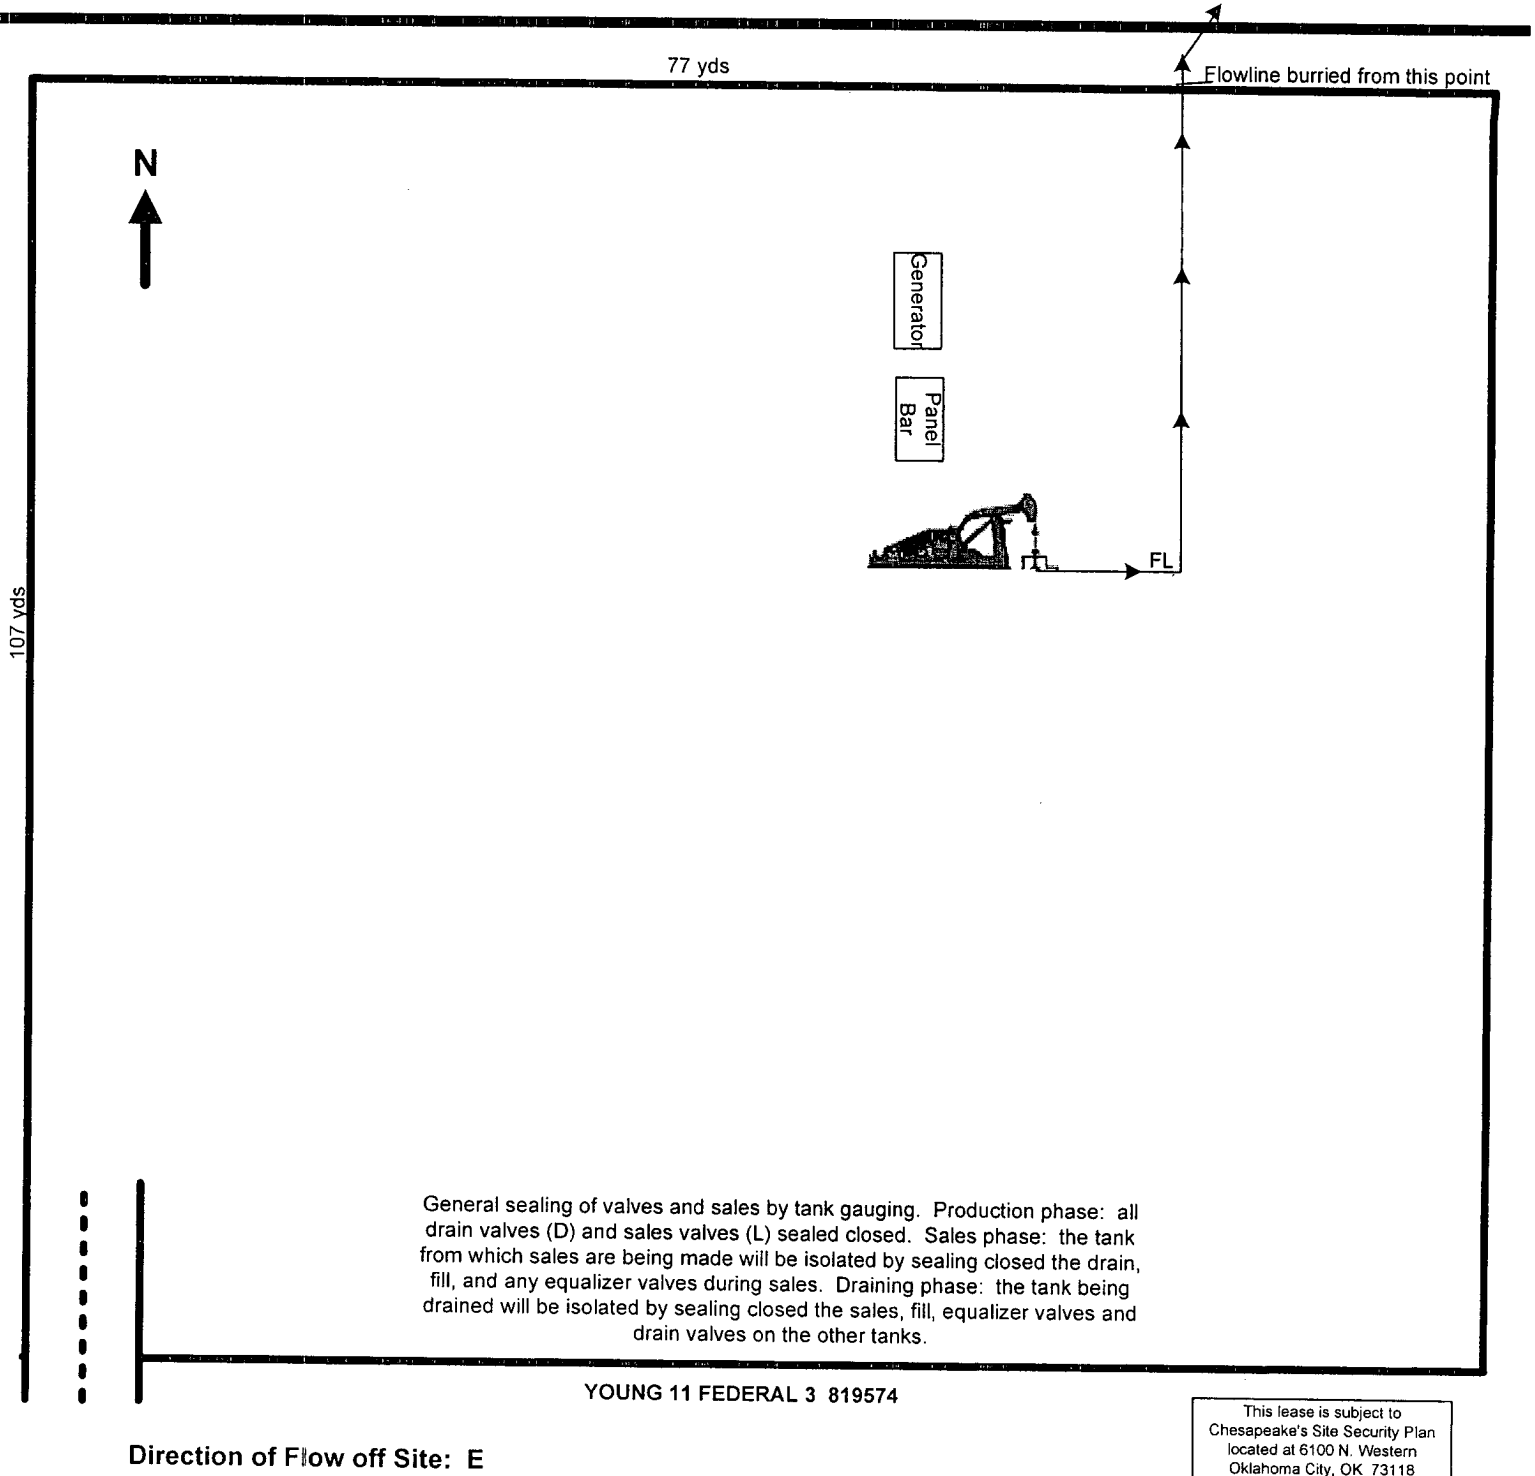 77 yds
Flowline burried from this point
N
Generator
Panel
Bar
FL
107 yds
General sealing of valves and sales by tank gauging. Production phase: all
drain valves (D) and sales valves (L) sealed closed. Sales phase: the tank
from which sales are being made will be isolated by sealing closed the drain,
fill, and any equalizer valves during sales. Draining phase: the tank being
drained will be isolated by sealing closed the sales, fill, equalizer valves and
drain valves on the other tanks.
YOUNG 11 FEDERAL 3 819574
This lease is subject to
Chesapeake's Site Security Plan
located at 6100 N. Western
Oklahoma City, OK 73118
Direction of Flow off Site: E